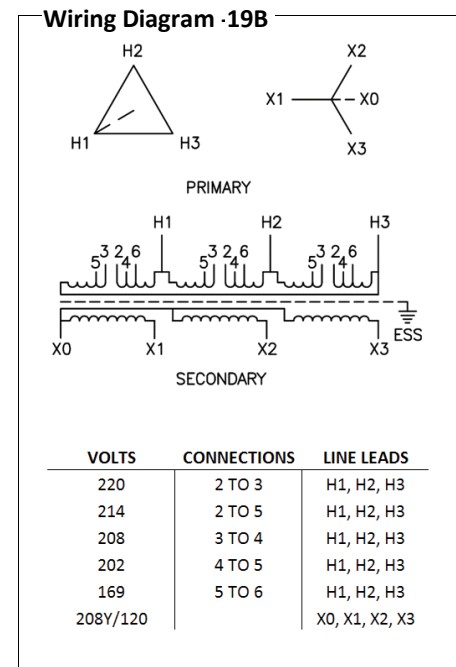 Wiring Diagram -19B
H2
H1 H3
X2
X1 X0
X3
PRIMARY
H1 H2 H3
5 3 2 4 6 5 3 2 4 6 5 3 2 4 6
ESS
X0 X1 X2 X3
SECONDARY
VOLTS CONNECTIONS LINE LEADS
220 2 TO 3 H1, H2, H3
214 2 TO 5 H1, H2, H3
208 3 TO 4 H1, H2, H3
202 4 TO 5 H1, H2, H3
169 5 TO 6 H1, H2, H3
208Y/120 X0, X1, X2, X3